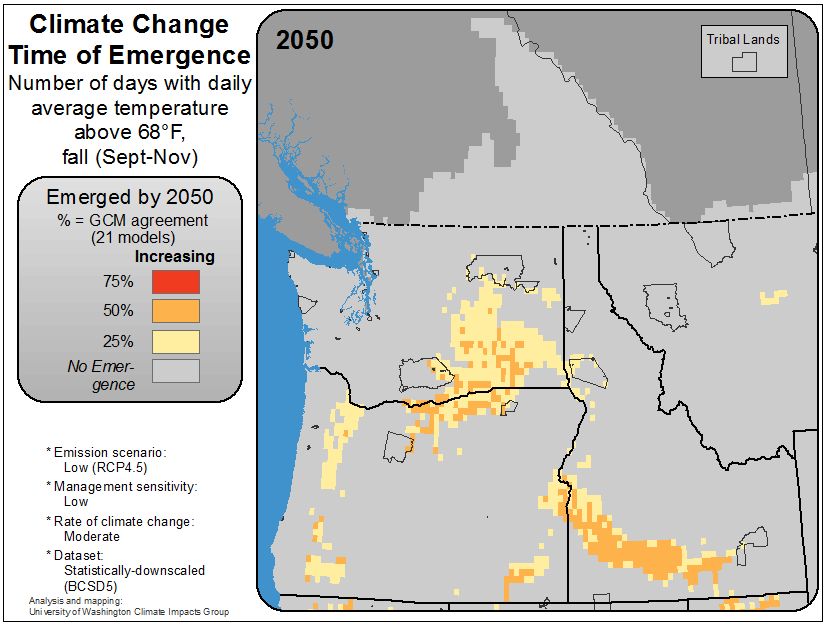 Climate Change
Time of Emergence
Number of days with daily
average temperature
above 68°F,
fall (Sept-Nov)
Emerged by 2050
% = GCM agreement
(21 models)
Increasing
75%
50%
25%
No Emer-
gence
* Emission scenario:
Low (RCP4.5)
* Management sensitivity:
Low
* Rate of climate change:
Moderate
* Dataset:
Statistically-downscaled
(BCSD5)
Analysis and mapping:
University of Washington Climate Impacts Group
2050
Tribal Lands